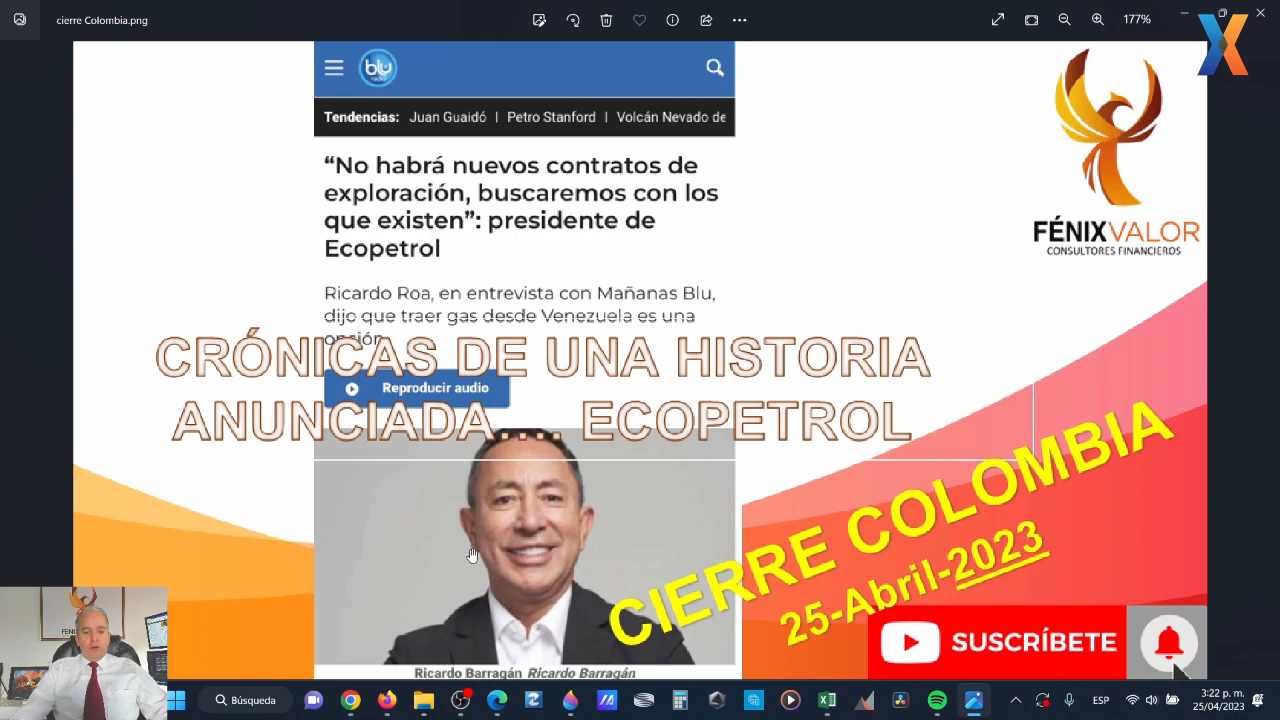 cierre Colombia.png
177%
blu
radio
Tendencias: Juan Guaidó | Petro Stanford | Volcán Nevado de
“No habrá nuevos contratos de
exploración, buscaremos con los
que existen”: presidente de
Ecopetrol
Ricardo Roa, en entrevista con Mañanas Blu,
dijo que traer gas desde Venezuela es una
opción
CRÓNICAS DE UNA HISTORIA
Reproducir audio
ANUNCIADA.... ECOPETROL
FÉNIXVALOR
CONSULTORES FINANCIEROS
CIERRE COLOMBIA
25-Abril-2023
SUSCRÍBETE
Ricardo Barragán Ricardo Barragán
Búsqueda
ESP
3:22 p. m.
25/04/2023